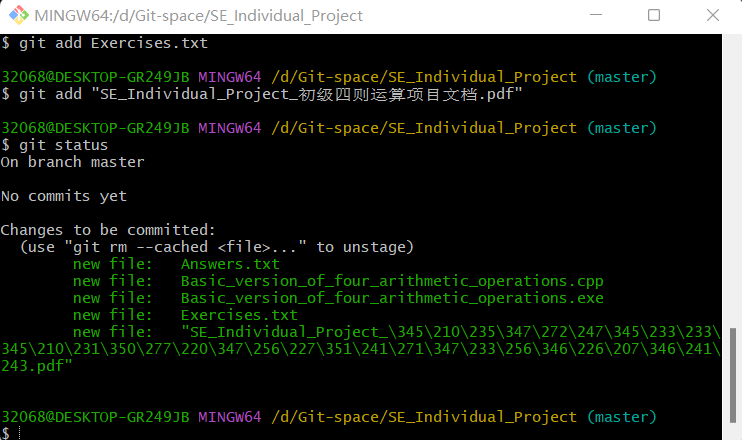 MINGW64:/d/Git-space/SE_Individual_Project
$ git add Exercises.txt
32068@DESKTOP-GR249JB MINGW64 /d/Git-space/SE_Individual_Project (master)
$ git add "SE_Individual_Project_初级四则运算项目文档.pdf"
32068@DESKTOP-GR249JB MINGW64 /d/Git-space/SE_Individual_Project (master)
$ git status
On branch master
No commits yet
Changes to be committed:
(use "git rm --cached <file>..." to unstage)
new file:   Answers.txt
new file:   Basic_version_of_four_arithmetic_operations.cpp
new file:   Basic_version_of_four_arithmetic_operations.exe
new file:   Exercises.txt
new file:   "SE_Individual_Project_\345\210\235\347\272\247\345\233\233\
345\210\231\350\277\220\347\256\227\351\241\271\347\233\256\346\226\207\346\241\
243.pdf"
32068@DESKTOP-GR249JB MINGW64 /d/Git-space/SE_Individual_Project (master)
$